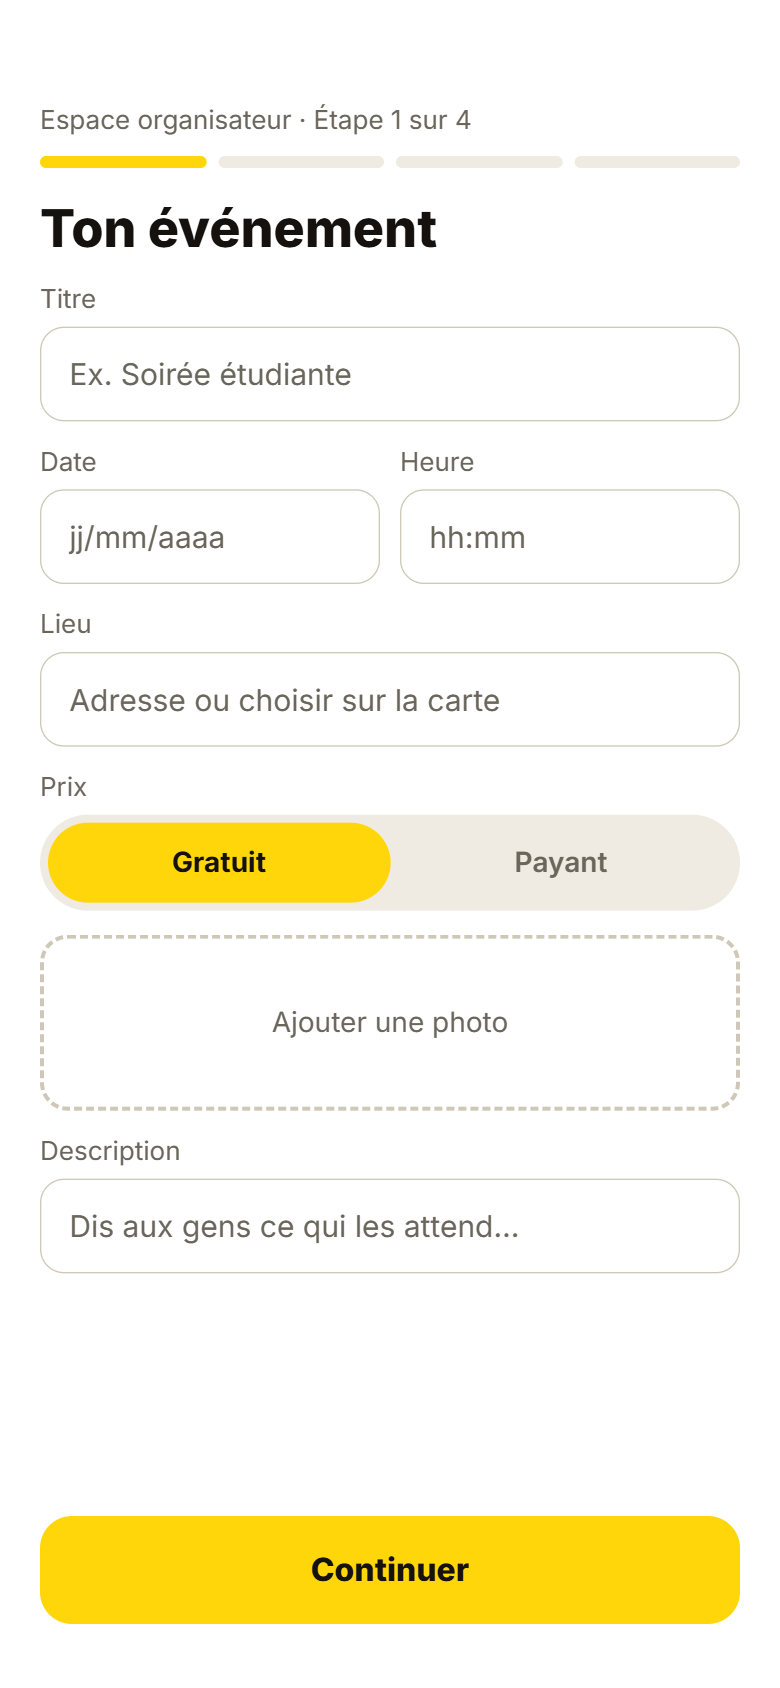 Espace organisateur · Étape 1 sur 4
Ton événement
Titre
Ex. Soirée étudiante
Date
Heure
jj/mm/aaaa
hh:mm
Lieu
Adresse ou choisir sur la carte
Prix
Gratuit
Payant
Ajouter une photo
Description
Dis aux gens ce qui les attend...
Continuer